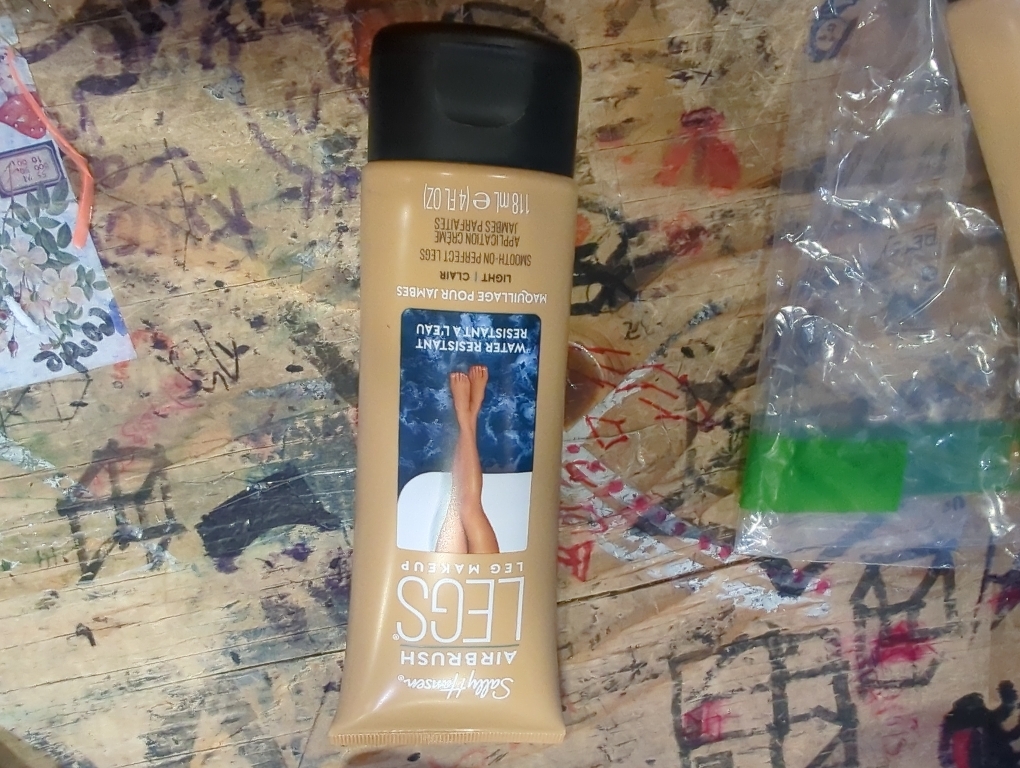 Sally Hansen®
AIRBRUSH
LEGS®
LEG MAKEUP
WATER RESISTANT
RESISTANT À L'EAU
MAQUILLAGE POUR JAMBES
LIGHT | CLAIR
SMOOTH-ON PERFECT LEGS
APPLICATION CRÈME
JAMBES PARFAITES
118 mL ℮ (4 FL OZ)